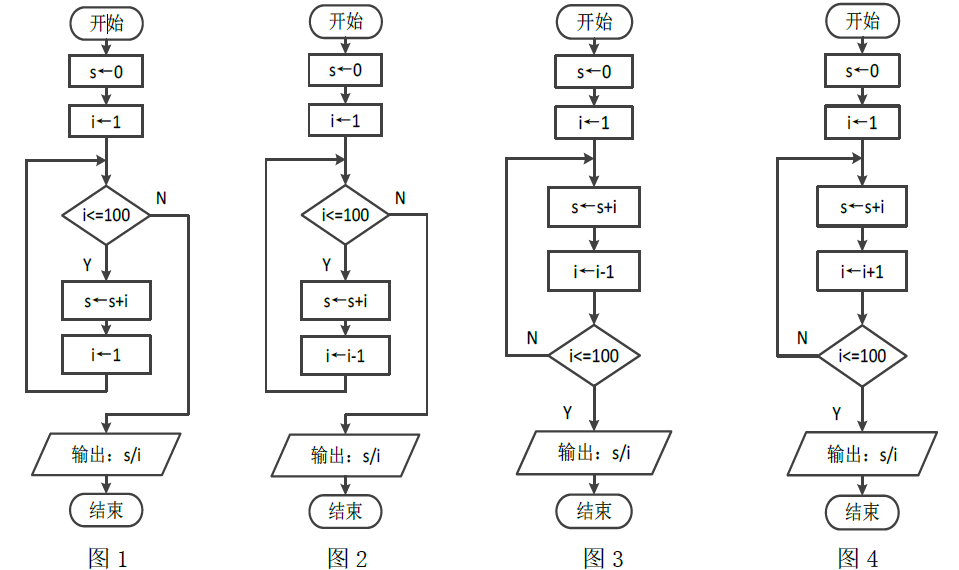 开始
s←0
i←1
i<=100
N
Y
s←s+i
i←1
输出：s/i
结束
图1
开始
s←0
i←1
i<=100
N
Y
s←s+i
i←i-1
输出：s/i
结束
图2
开始
s←0
i←1
s←s+i
i←i-1
N
i<=100
Y
输出：s/i
结束
图3
开始
s←0
i←1
s←s+i
i←i+1
N
i<=100
Y
输出：s/i
结束
图4